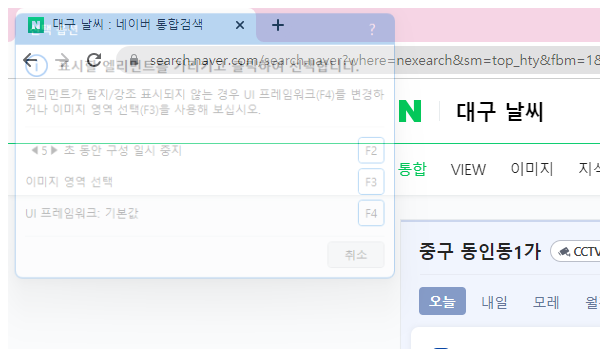 대구 날씨 : 네이버 통합검색
선택 옵션
?
표시할 엘리먼트를 가리키고 클릭하여 선택합니다.
search.naver.com/search.naver?where=nexearch&sm=top_hty&fbm=1&
엘리먼트가 탐지/강조 표시되지 않는 경우 UI 프레임워크(F4)를 변경하
거나 이미지 영역 선택(F3)을 사용해 보십시오.
N 대구 날씨
◀ 5 ▶ 초 동안 구성 일시 중지 F2
통합 VIEW 이미지 지식
이미지 영역 선택 F3
UI 프레임워크: 기본값 F4
취소
중구 동인동1가 CCTV
오늘 내일 모레